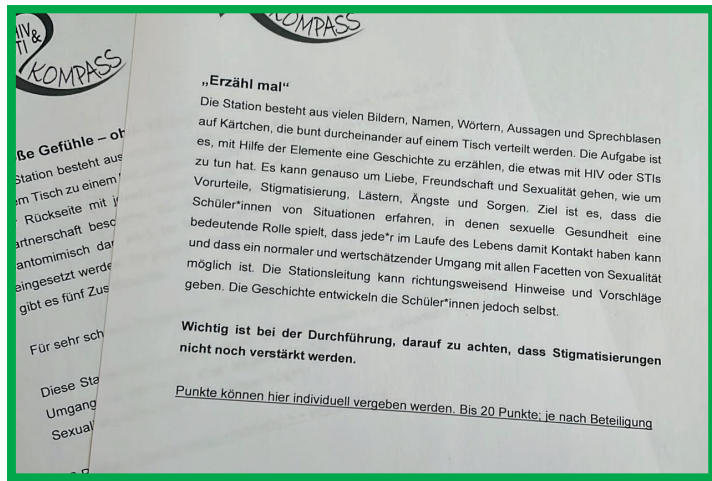 HIV &
TI
KOMPASS
KOMPASS
„Erzähl mal“
Die Station besteht aus vielen Bildern, Namen, Wörtern, Aussagen und Sprechblasen
auf Kärtchen, die bunt durcheinander auf einem Tisch verteilt werden. Die Aufgabe ist
es, mit Hilfe der Elemente eine Geschichte zu erzählen, die etwas mit HIV oder STIs
zu tun hat. Es kann genauso um Liebe, Freundschaft und Sexualität gehen, wie um
Vorurteile, Stigmatisierung, Lästern, Ängste und Sorgen. Ziel ist es, dass die
Schüler*innen von Situationen erfahren, in denen sexuelle Gesundheit eine
bedeutende Rolle spielt, dass jede*r im Laufe des Lebens damit Kontakt haben kann
und dass ein normaler und wertschätzender Umgang mit allen Facetten von Sexualität
möglich ist. Die Stationsleitung kann richtungsweisend Hinweise und Vorschläge
geben. Die Geschichte entwickeln die Schüler*innen jedoch selbst.
Wichtig ist bei der Durchführung, darauf zu achten, dass Stigmatisierungen
nicht noch verstärkt werden.
Punkte können hier individuell vergeben werden. Bis 20 Punkte; je nach Beteiligung
ße Gefühle – oh
Station besteht aus
m Tisch zu einem
Rückseite mit j
artnerschaft besc
antomimisch dar
eingesetzt werde
gibt es fünf Zus
Für sehr sch
Diese Sta
Umgang
Sexual